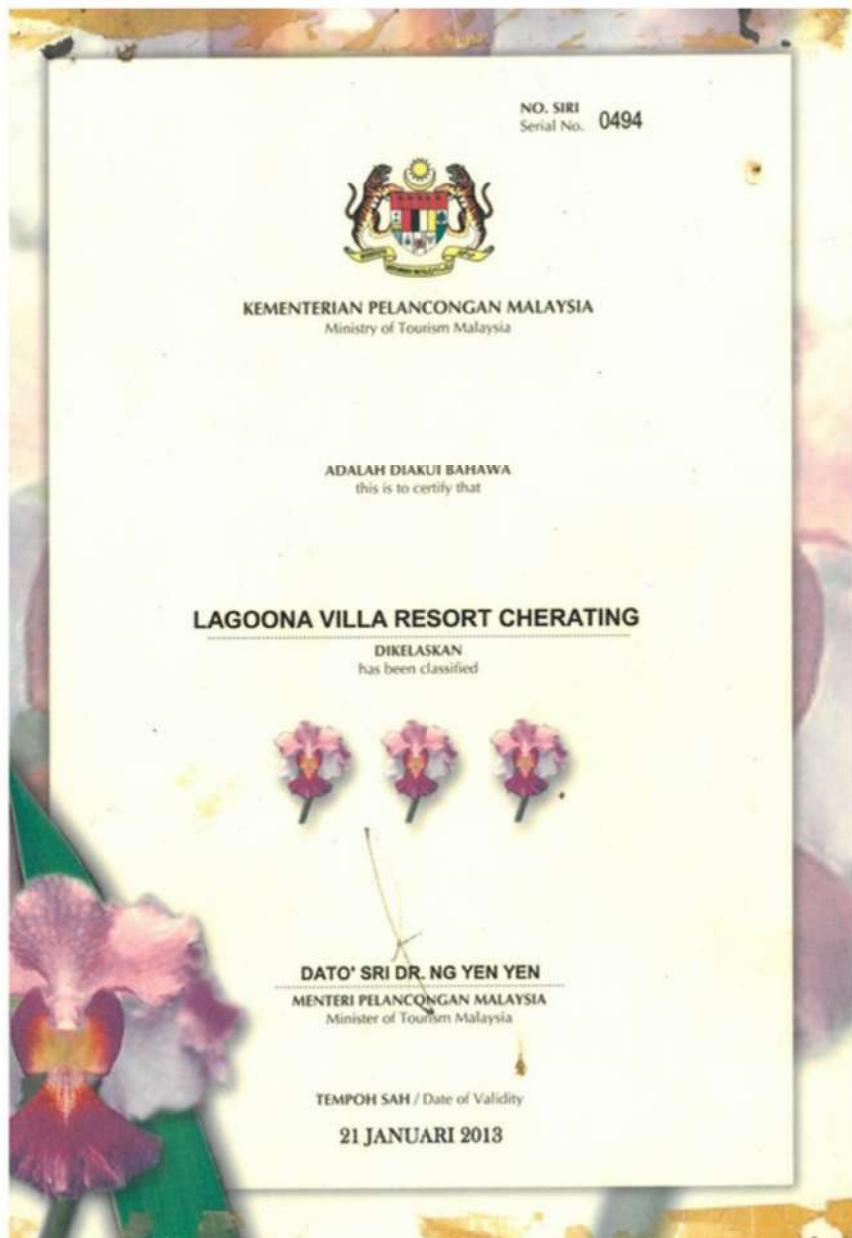 NO. SIRI
Serial No. 0494
KEMENTERIAN PELANCONGAN MALAYSIA
Ministry of Tourism Malaysia
ADALAH DIAKUI BAHAWA
this is to certify that
LAGOONA VILLA RESORT CHERATING
DIKELASKAN
has been classified
DATO' SRI DR. NG YEN YEN
MENTERI PELANCONGAN MALAYSIA
Minister of Tourism Malaysia
TEMPOH SAH / Date of Validity
21 JANUARI 2013